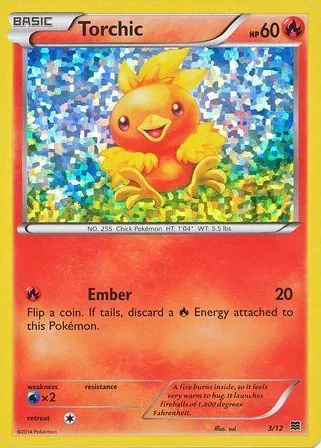 BASIC
Torchic
HP60
NO. 255 Chick Pokémon HT: 1'04" WT: 5.5 lbs.
Ember 20
Flip a coin. If tails, discard a Energy attached to
this Pokémon.
weakness resistance
×2
retreat
A fire burns inside, so it feels
very warm to hug. It launches
fireballs of 1,800 degrees
Fahrenheit.
©2014 Pokémon
Illus. sui
3/12